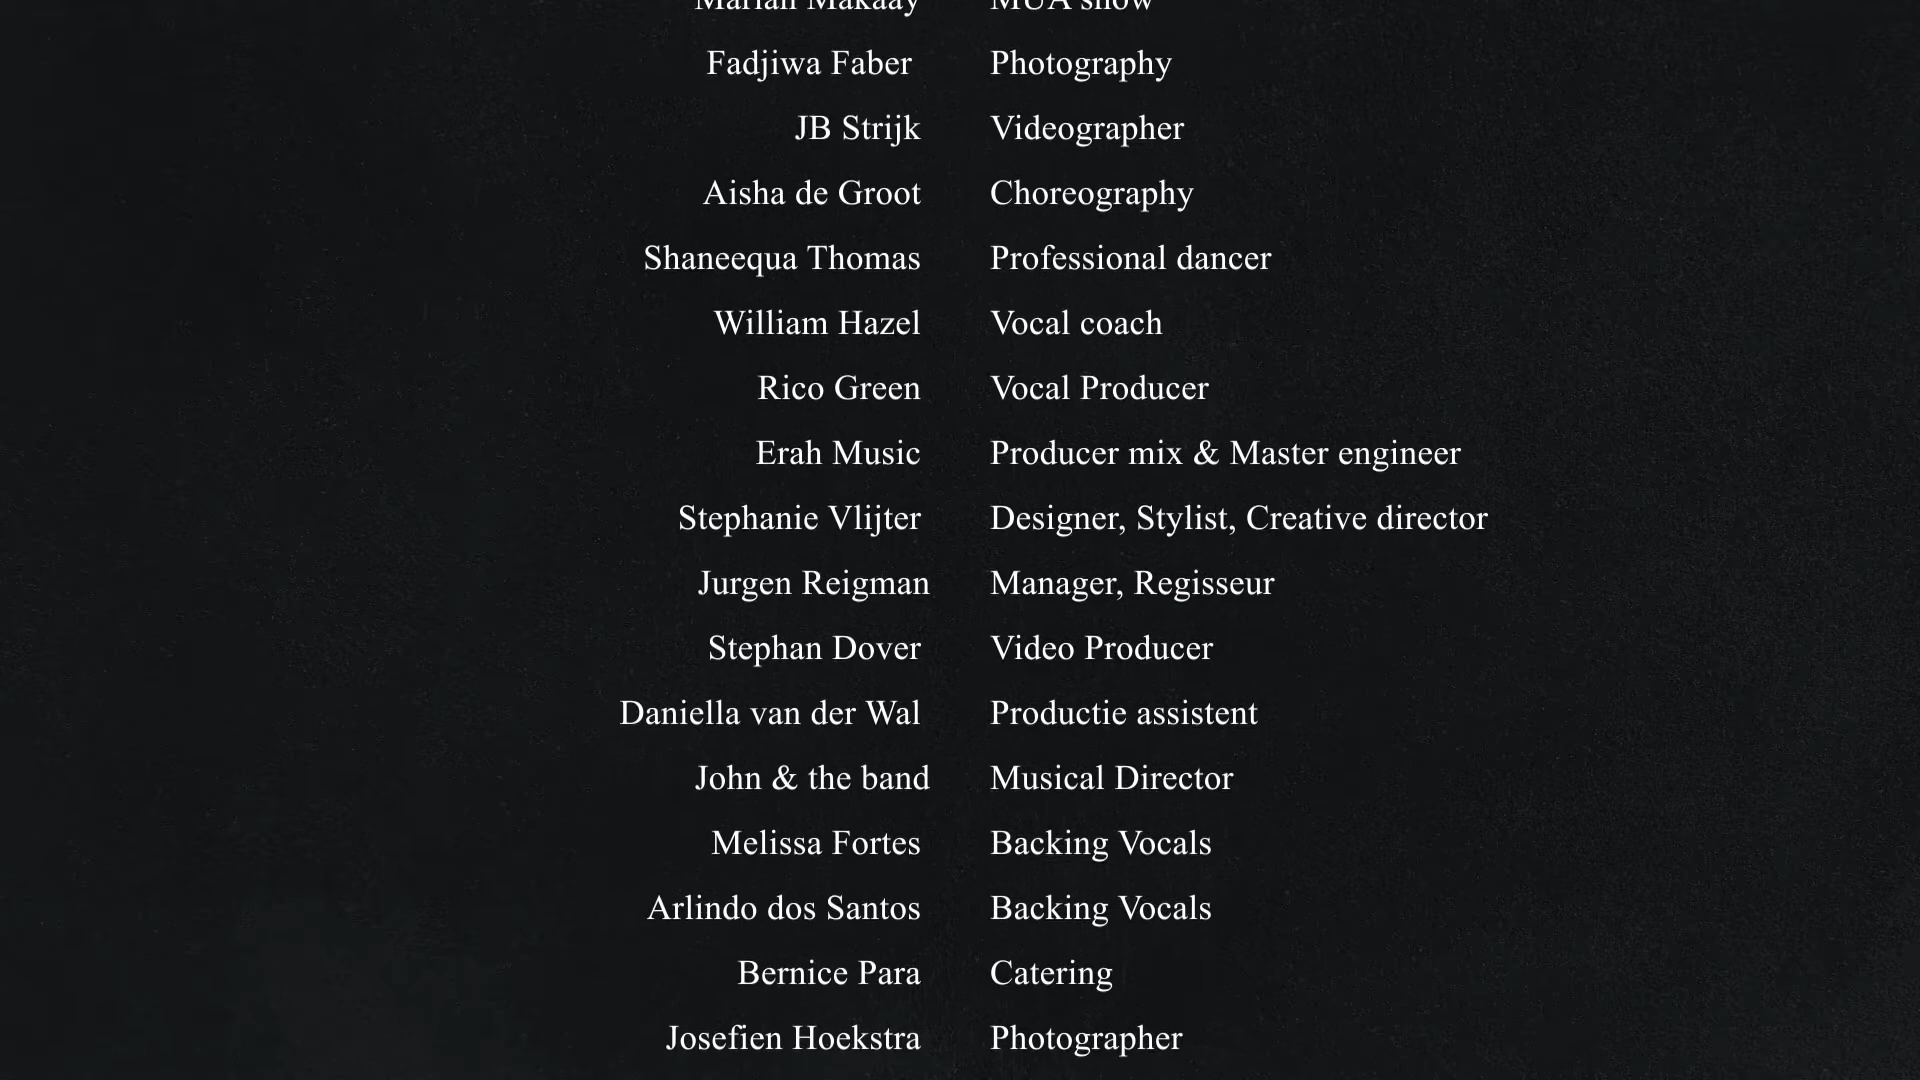 Marian Makaay MUA show
Fadjiwa Faber Photography
JB Strijk Videographer
Aisha de Groot Choreography
Shaneequa Thomas Professional dancer
William Hazel Vocal coach
Rico Green Vocal Producer
Erah Music Producer mix & Master engineer
Stephanie Vlijter Designer, Stylist, Creative director
Jurgen Reigman Manager, Regisseur
Stephan Dover Video Producer
Daniella van der Wal Productie assistent
John & the band Musical Director
Melissa Fortes Backing Vocals
Arlindo dos Santos Backing Vocals
Bernice Para Catering
Josefien Hoekstra Photographer